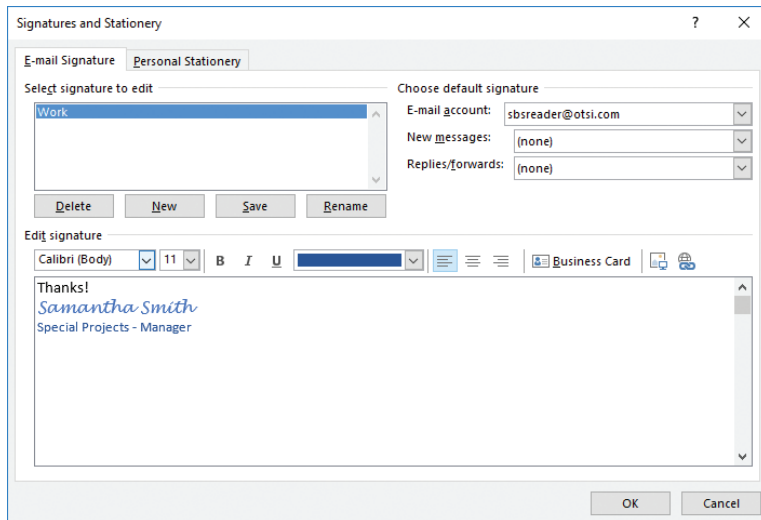 Signatures and Stationery ?
E-mail Signature Personal Stationery
Select signature to edit
Work
Delete New Save Rename
Choose default signature
E-mail account: sbsreader@otsi.com
New messages: (none)
Replies/forwards: (none)
Edit signature
Calibri (Body) 11 B I U Business Card
Thanks!
Samantha Smith
Special Projects - Manager
OK Cancel